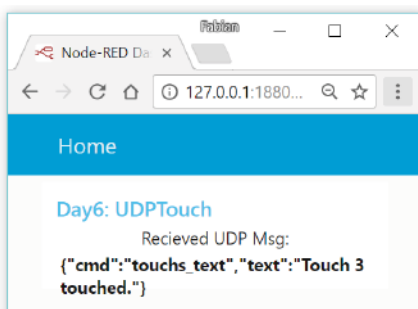 Fabian
Node-RED Da
127.0.0.1:1880...
Home
Day6: UDPTouch
Recieved UDP Msg:
{"cmd":"touchs_text","text":"Touch 3
touched."}